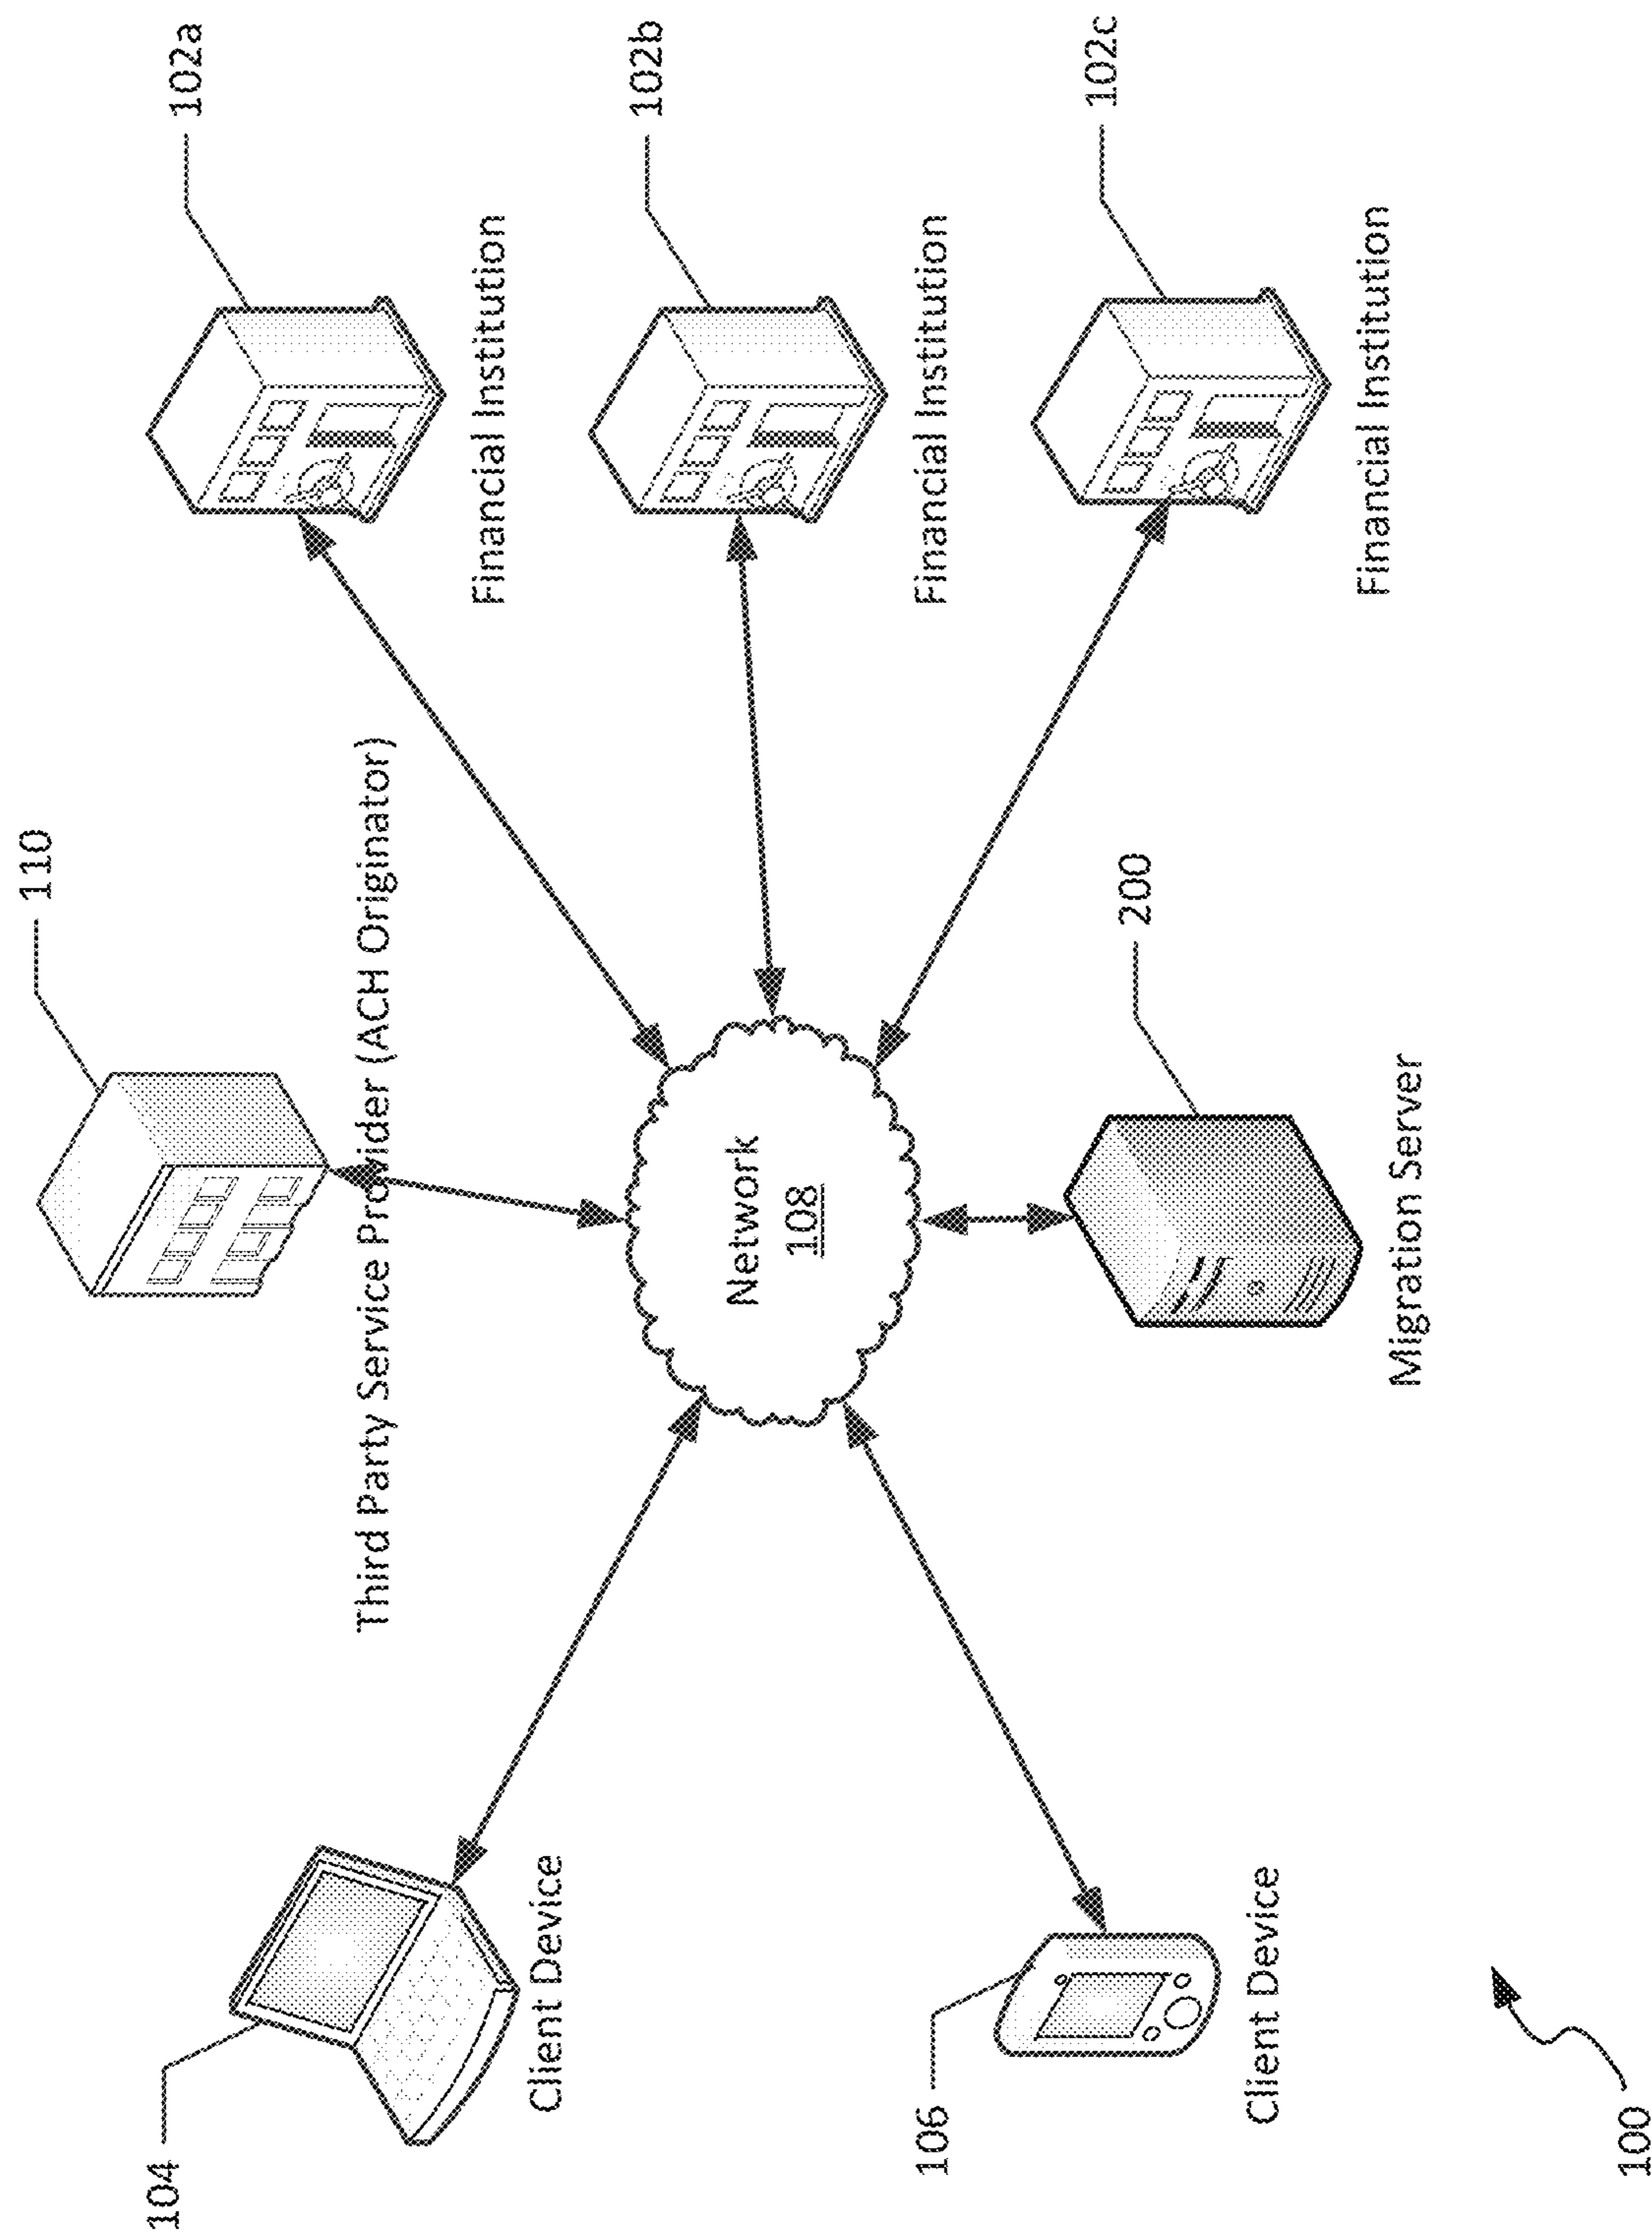 110
Third Party Service Provider (ACH Originator)
104
Client Device
102a
Financial Institution
Network
108
102b
Financial Institution
106
Client Device
200
Migration Server
102c
Financial Institution
100